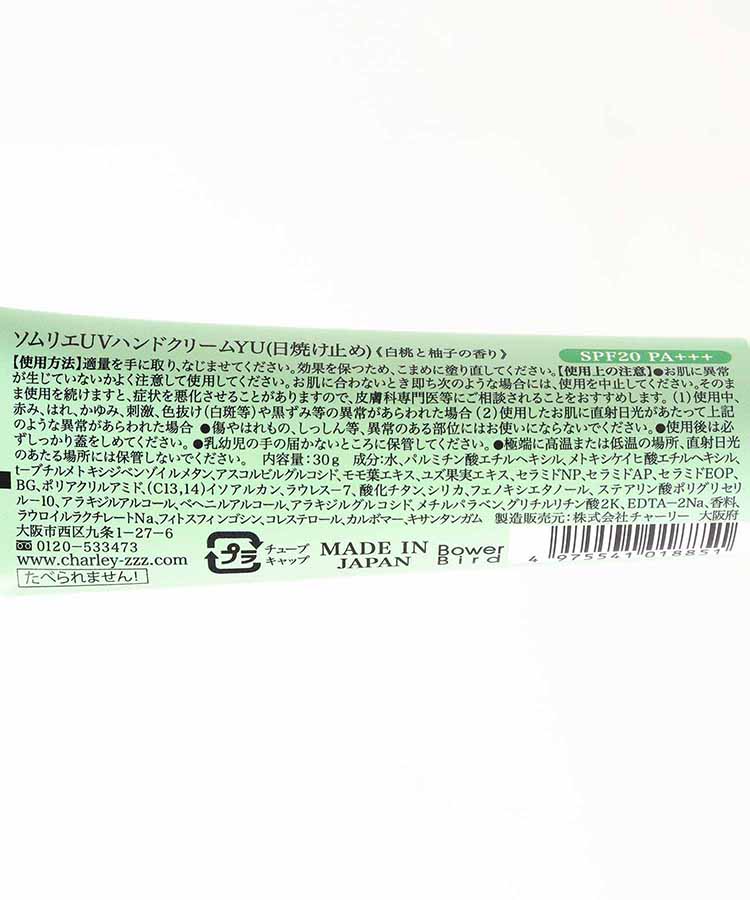 ソムリエUVハンドクリームYU(日焼け止め)《白桃と柚子の香り》 SPF20 PA+++
【使用方法】適量を手に取り、なじませてください。効果を保つため、こまめに塗り直してください。【使用上の注意】●お肌に異常
が生じていないかよく注意して使用してください。お肌に合わないとき即ち次のような場合には、使用を中止してください。そのま
ま使用を続けますと、症状を悪化させることがありますので、皮膚科専門医等にご相談されることをおすすめします。(1)使用中、
赤み、はれ、かゆみ、刺激、色抜け(白斑等)や黒ずみ等の異常があらわれた場合(2)使用したお肌に直射日光があたって上記
のような異常があらわれた場合 ●傷やはれもの、しっしん等、異常のある部位にはお使いにならないでください。●使用後は必
ずしっかり蓋をしめてください。●乳幼児の手の届かないところに保管してください。●極端に高温または低温の場所、直射日光
のあたる場所には保管しないでください。 内容量:30g 成分:水、パルミチン酸エチルヘキシル、メトキシケイヒ酸エチルヘキシル、
t-ブチルメトキシジベンゾイルメタン、アスコルビルグルコシド、モモ葉エキス、ユズ果実エキス、セラミドNP、セラミドAP、セラミドEOP、
BG、ポリアクリルアミド、(C13,14)イソアルカン、ラウレス-7、酸化チタン、シリカ、フェノキシエタノール、ステアリン酸ポリグリセリ
ル-10、アラキジルアルコール、ベヘニルアルコール、アラキジルグルコシド、メチルパラベン、グリチルリチン酸2K、EDTA-2Na、香料、
ラウロイルラクチレートNa、フィトスフィンゴシン、コレステロール、カルボマー、キサンタンガム 製造販売元:株式会社チャーリー 大阪府
大阪市西区九条1-27-6
0120-533473
www.charley-zzz.com
たべられません!
プラ
チューブ
キャップ
MADE IN
JAPAN
Bower
Bird
4 975541 018851